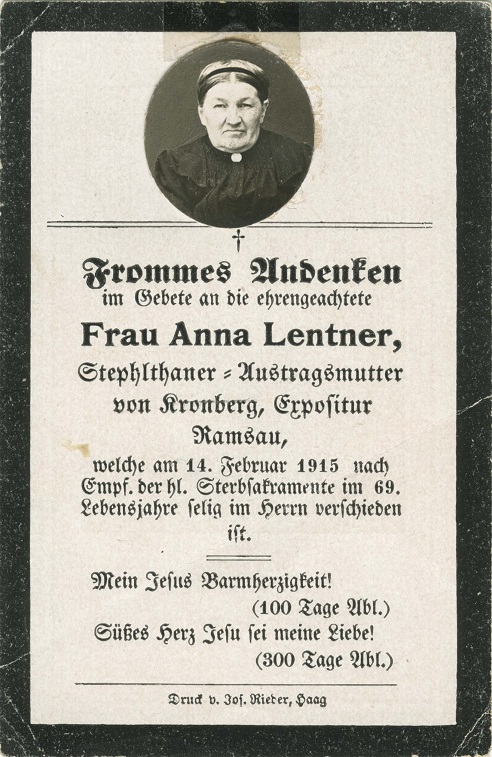 †
Frommes Andenken
im Gebete an die ehrengeachtete
Frau Anna Lentner,
Stephlthaner = Austragsmutter
von Kronberg, Expositur
Ramsau,
welche am 14. Februar 1915 nach
Empf. der hl. Sterbsakramente im 69.
Lebensjahre selig im Herrn verschieden
ist.
Mein Jesus Barmherzigkeit!
(100 Tage Abl.)
Süßes Herz Jesu sei meine Liebe!
(300 Tage Abl.)
Druck v. Jos. Rieder, Haag